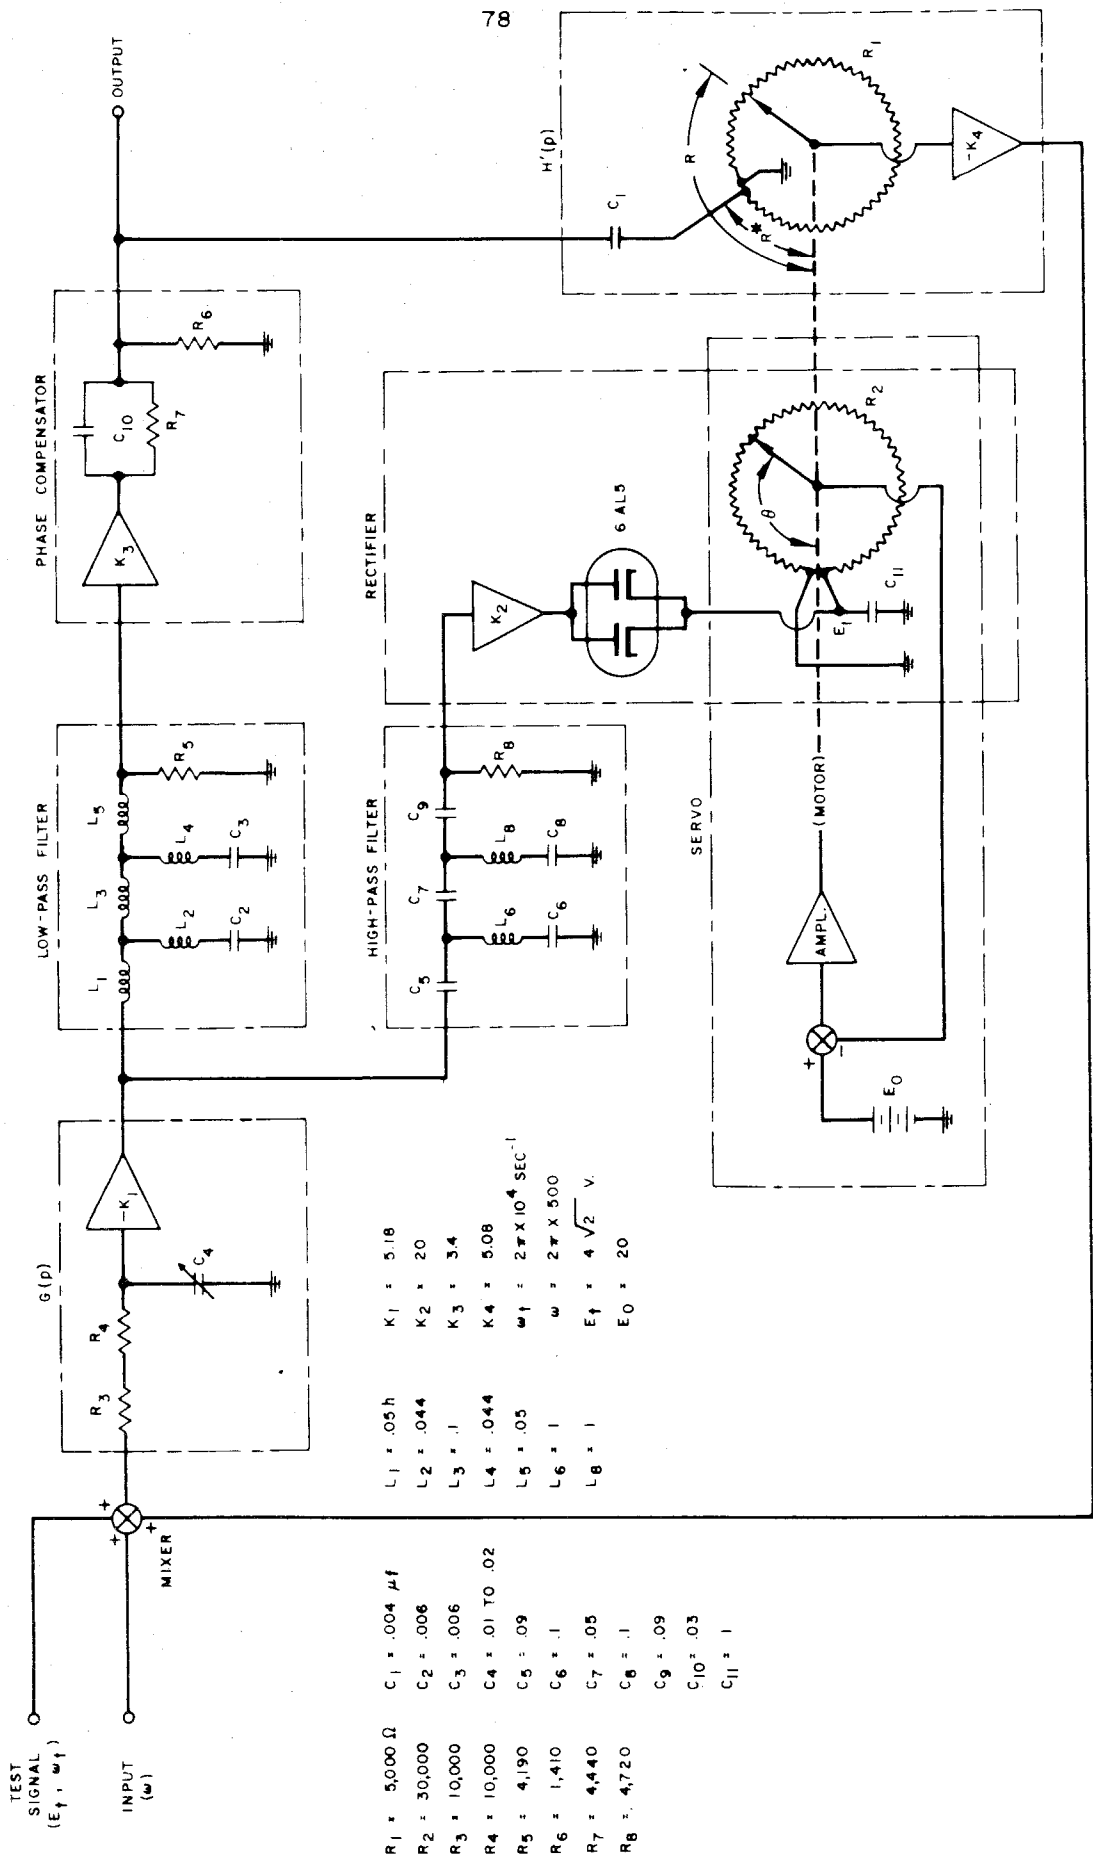 78
TEST
SIGNAL
(E† , ω†)
INPUT
(ω)
MIXER
+
+
+
G(p)
R3
R4
C4
-K1
LOW-PASS FILTER
L1
L2
C2
L3
L4
C3
L5
R5
PHASE COMPENSATOR
K3
C10
R7
R6
OUTPUT
HIGH-PASS FILTER
C5
L6
C6
C7
L8
C8
C9
R8
RECTIFIER
K2
6 AL5
E1
C11
θ
R2
SERVO
E0
+
-
AMPL.
(MOTOR)
H'(p)
C1
R
*R
R1
-K4
R1 = 5,000 Ω
R2 = 30,000
R3 = 10,000
R4 = 10,000
R5 = 4,190
R6 = 1,410
R7 = 4,440
R8 = 4,720
C1 = .004 µf
C2 = .006
C3 = .006
C4 = .01 TO .02
C5 = .09
C6 = .1
C7 = .05
C8 = .1
C9 = .09
C10 = .03
C11 = 1
L1 = .05 h
L2 = .044
L3 = .1
L4 = .044
L5 = .05
L6 = 1
L8 = 1
K1 = 5.18
K2 = 20
K3 = 3.4
K4 = 5.08
ω† = 2π X 10⁴ SEC⁻¹
ω = 2π X 500
E† = 4 √2 V.
E0 = 20